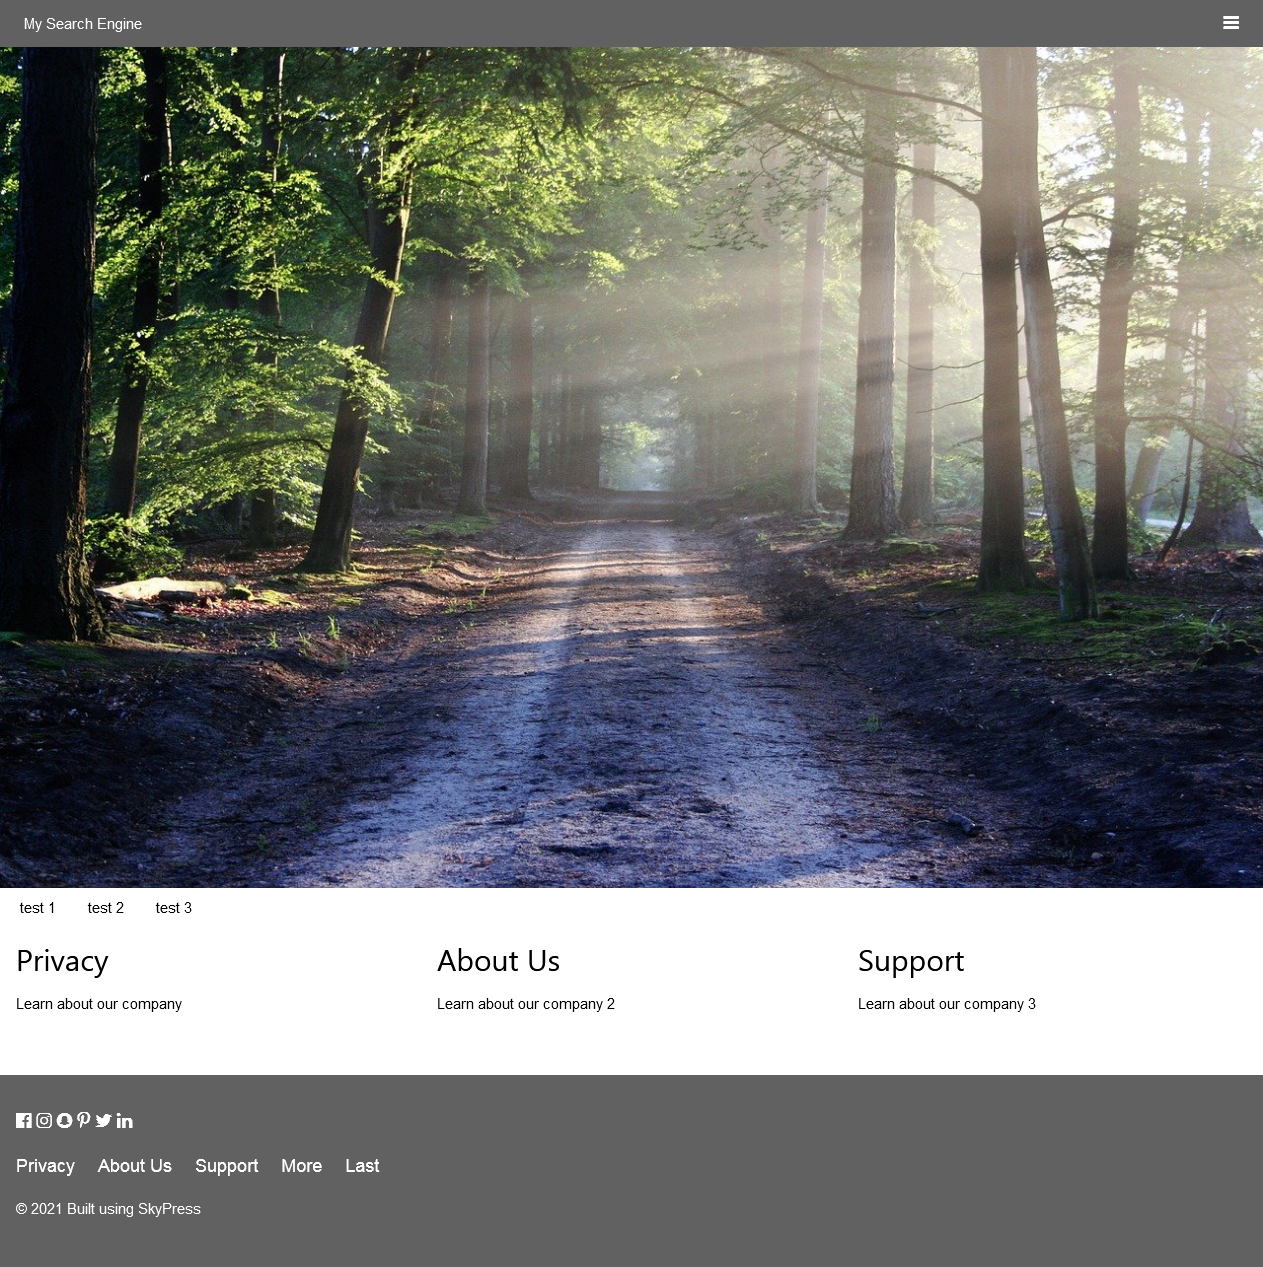 My Search Engine
test 1 test 2 test 3
Privacy About Us Support
Learn about our company Learn about our company 2 Learn about our company 3
Privacy About Us Support More Last
© 2021 Built using SkyPress